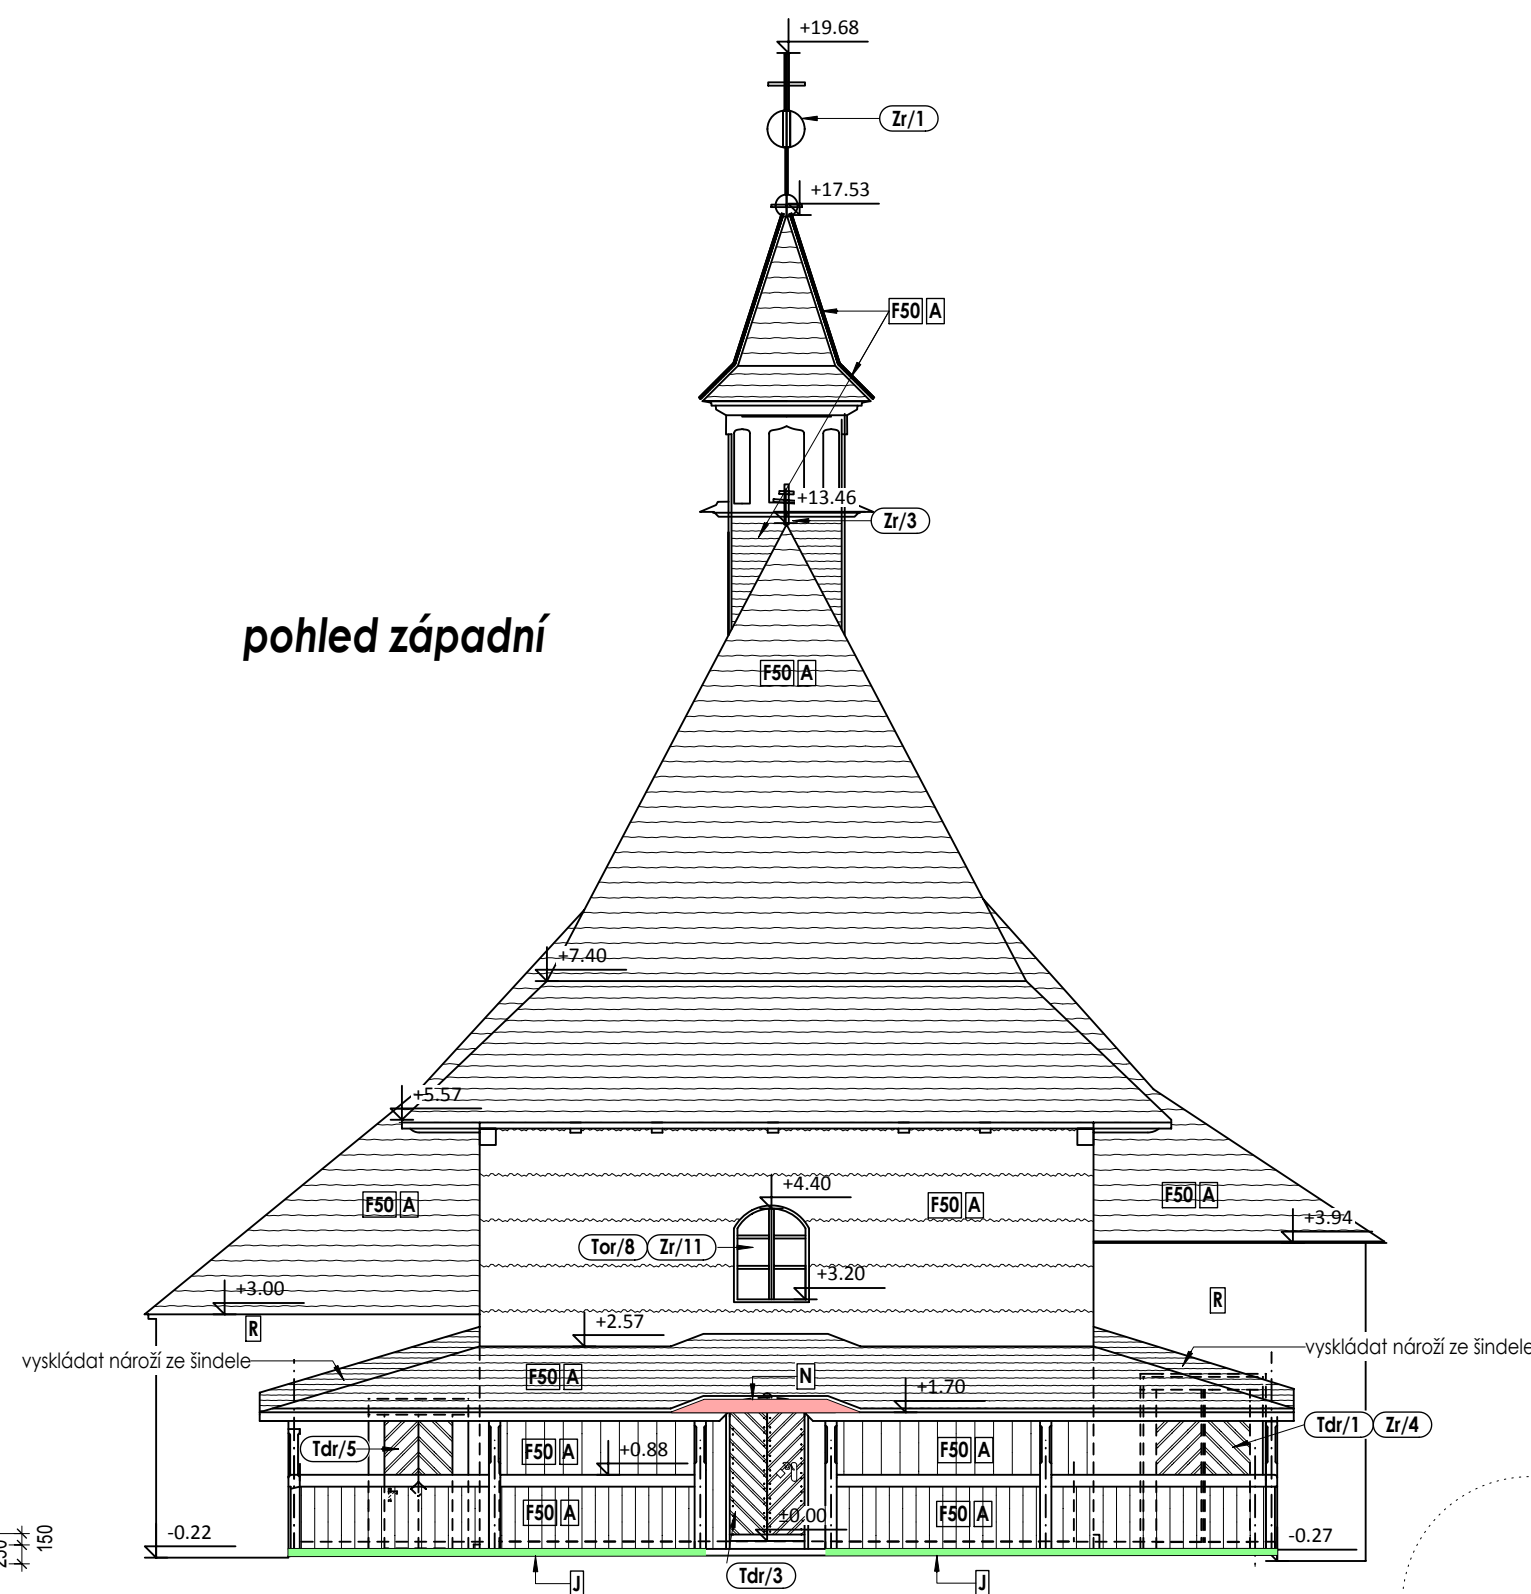 +19.68
Zr/1
+17.53
F50 A
+13.46
Zr/3
pohled západní
F50 A
+7.40
+5.57
F50 A
+4.40
F50 A
F50 A
+3.94
Tor/8 Zr/11
+3.20
+3.00
R
R
+2.57
vyskládat nároží ze šindele
vyskládat nároží ze šindele
F50 A
N
+1.70
Tdr/1 Zr/4
Tdr/5
F50 A
+0.88
F50 A
F50 A
+0.00
F50 A
-0.22
-0.27
150
Tdr/3
J
J